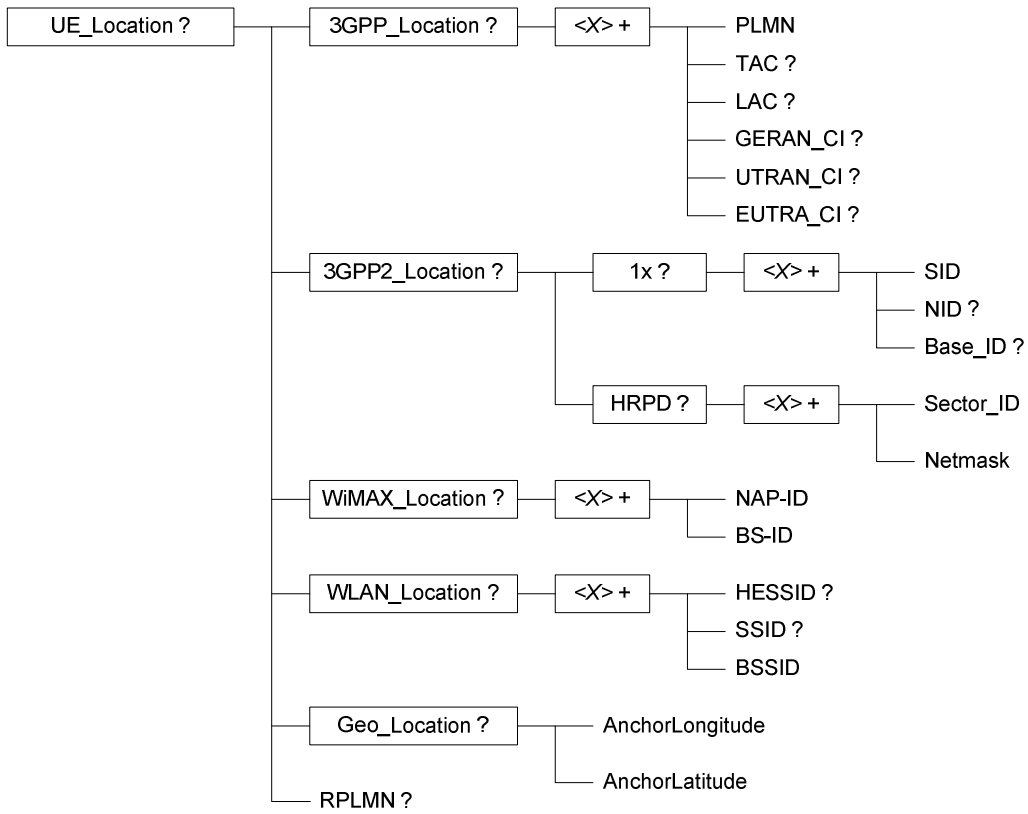 UE_Location ?
3GPP_Location ?
<X> +
PLMN
TAC ?
LAC ?
GERAN_CI ?
UTRAN_CI ?
EUTRA_CI ?
3GPP2_Location ?
1x ?
<X> +
SID
NID ?
Base_ID ?
HRPD ?
<X> +
Sector_ID
Netmask
WiMAX_Location ?
<X> +
NAP-ID
BS-ID
WLAN_Location ?
<X> +
HESSID ?
SSID ?
BSSID
Geo_Location ?
AnchorLongitude
AnchorLatitude
RPLMN ?